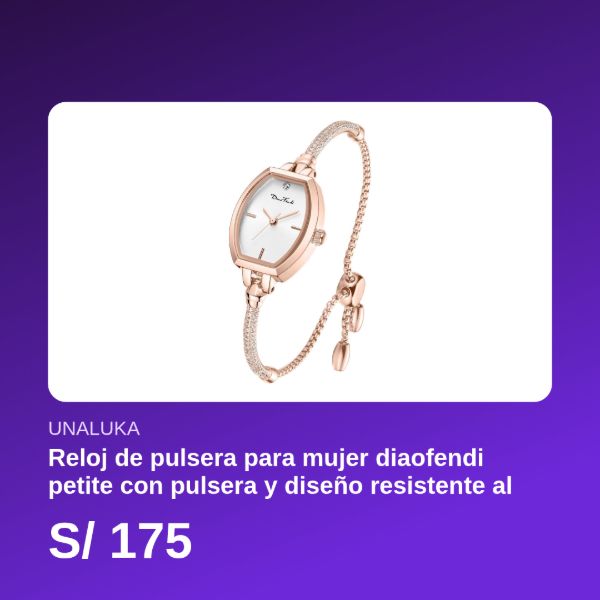 UNALUKA
Reloj de pulsera para mujer diaofendi
petite con pulsera y diseño resistente al
S/ 175